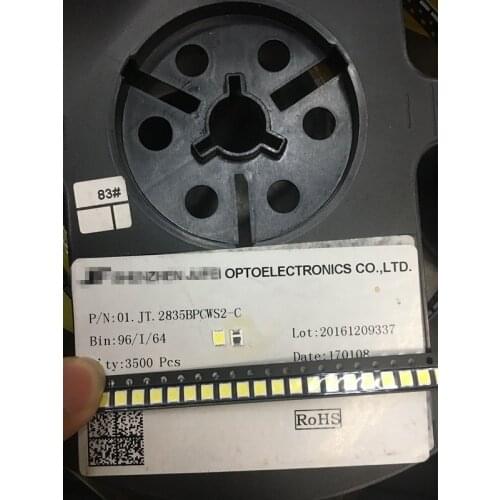 83#
SHENZHEN JUFEI OPTOELECTRONICS CO.,LTD.
P/N:01.JT.2835BPCWS2-C
Bin:96/I/64
Lot:20161209337
ity:3500 Pcs
Date:170108
RoHS